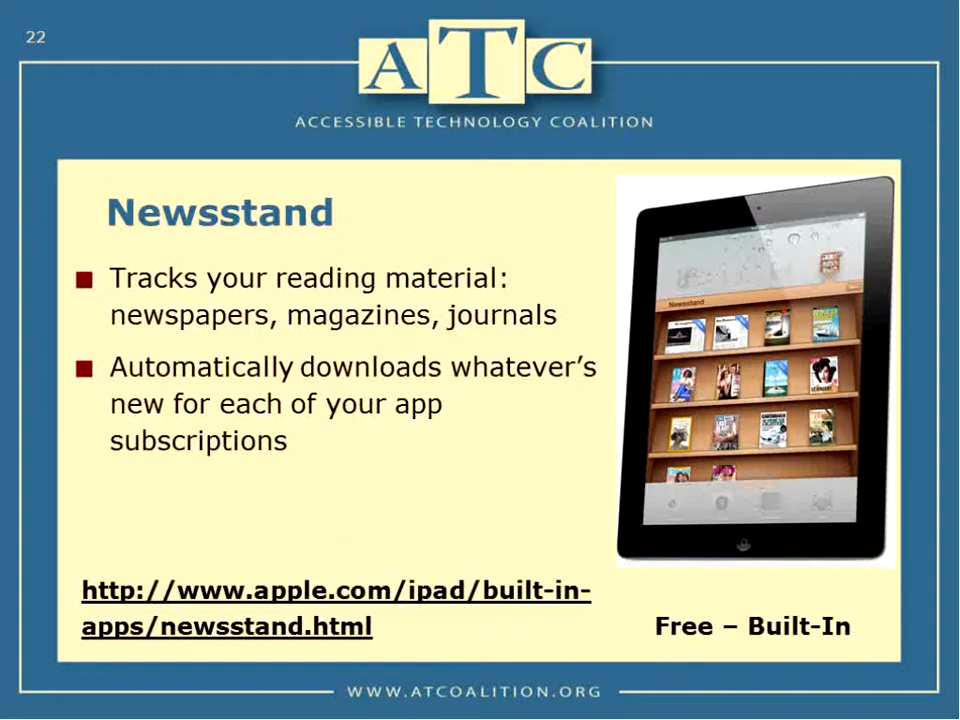 22
ATC
ACCESSIBLE TECHNOLOGY COALITION
Newsstand
Tracks your reading material:
newspapers, magazines, journals
Automatically downloads whatever’s
new for each of your app
subscriptions
Newsstand
http://www.apple.com/ipad/built-in-
apps/newsstand.html
Free – Built-In
WWW.ATCOALITION.ORG